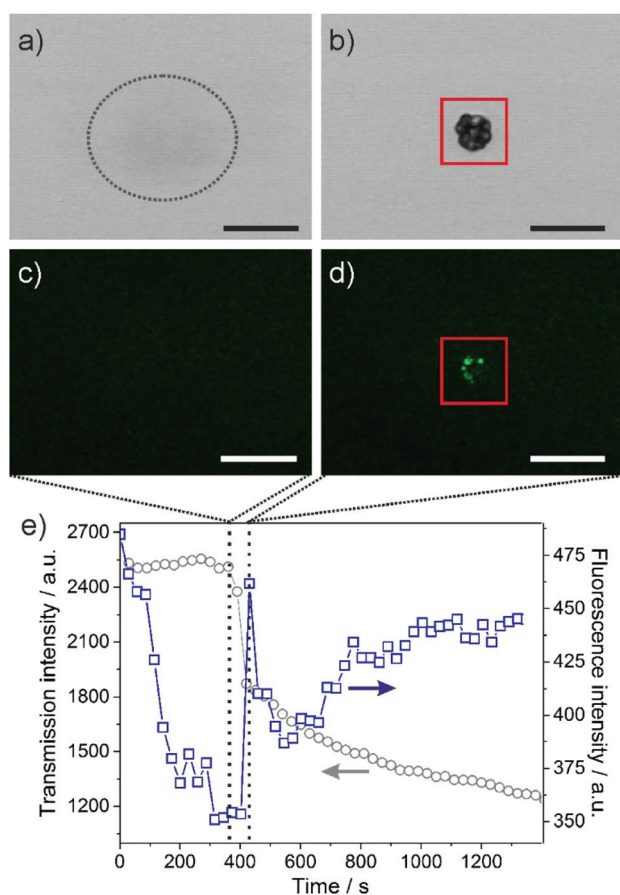 a)
b)
c)
d)
e)
Transmission intensity / a.u.
2700
2400
2100
1800
1500
1200
Fluorescence intensity / a.u.
475
450
425
400
375
350
0 200 400 600 800 1000 1200
Time / s